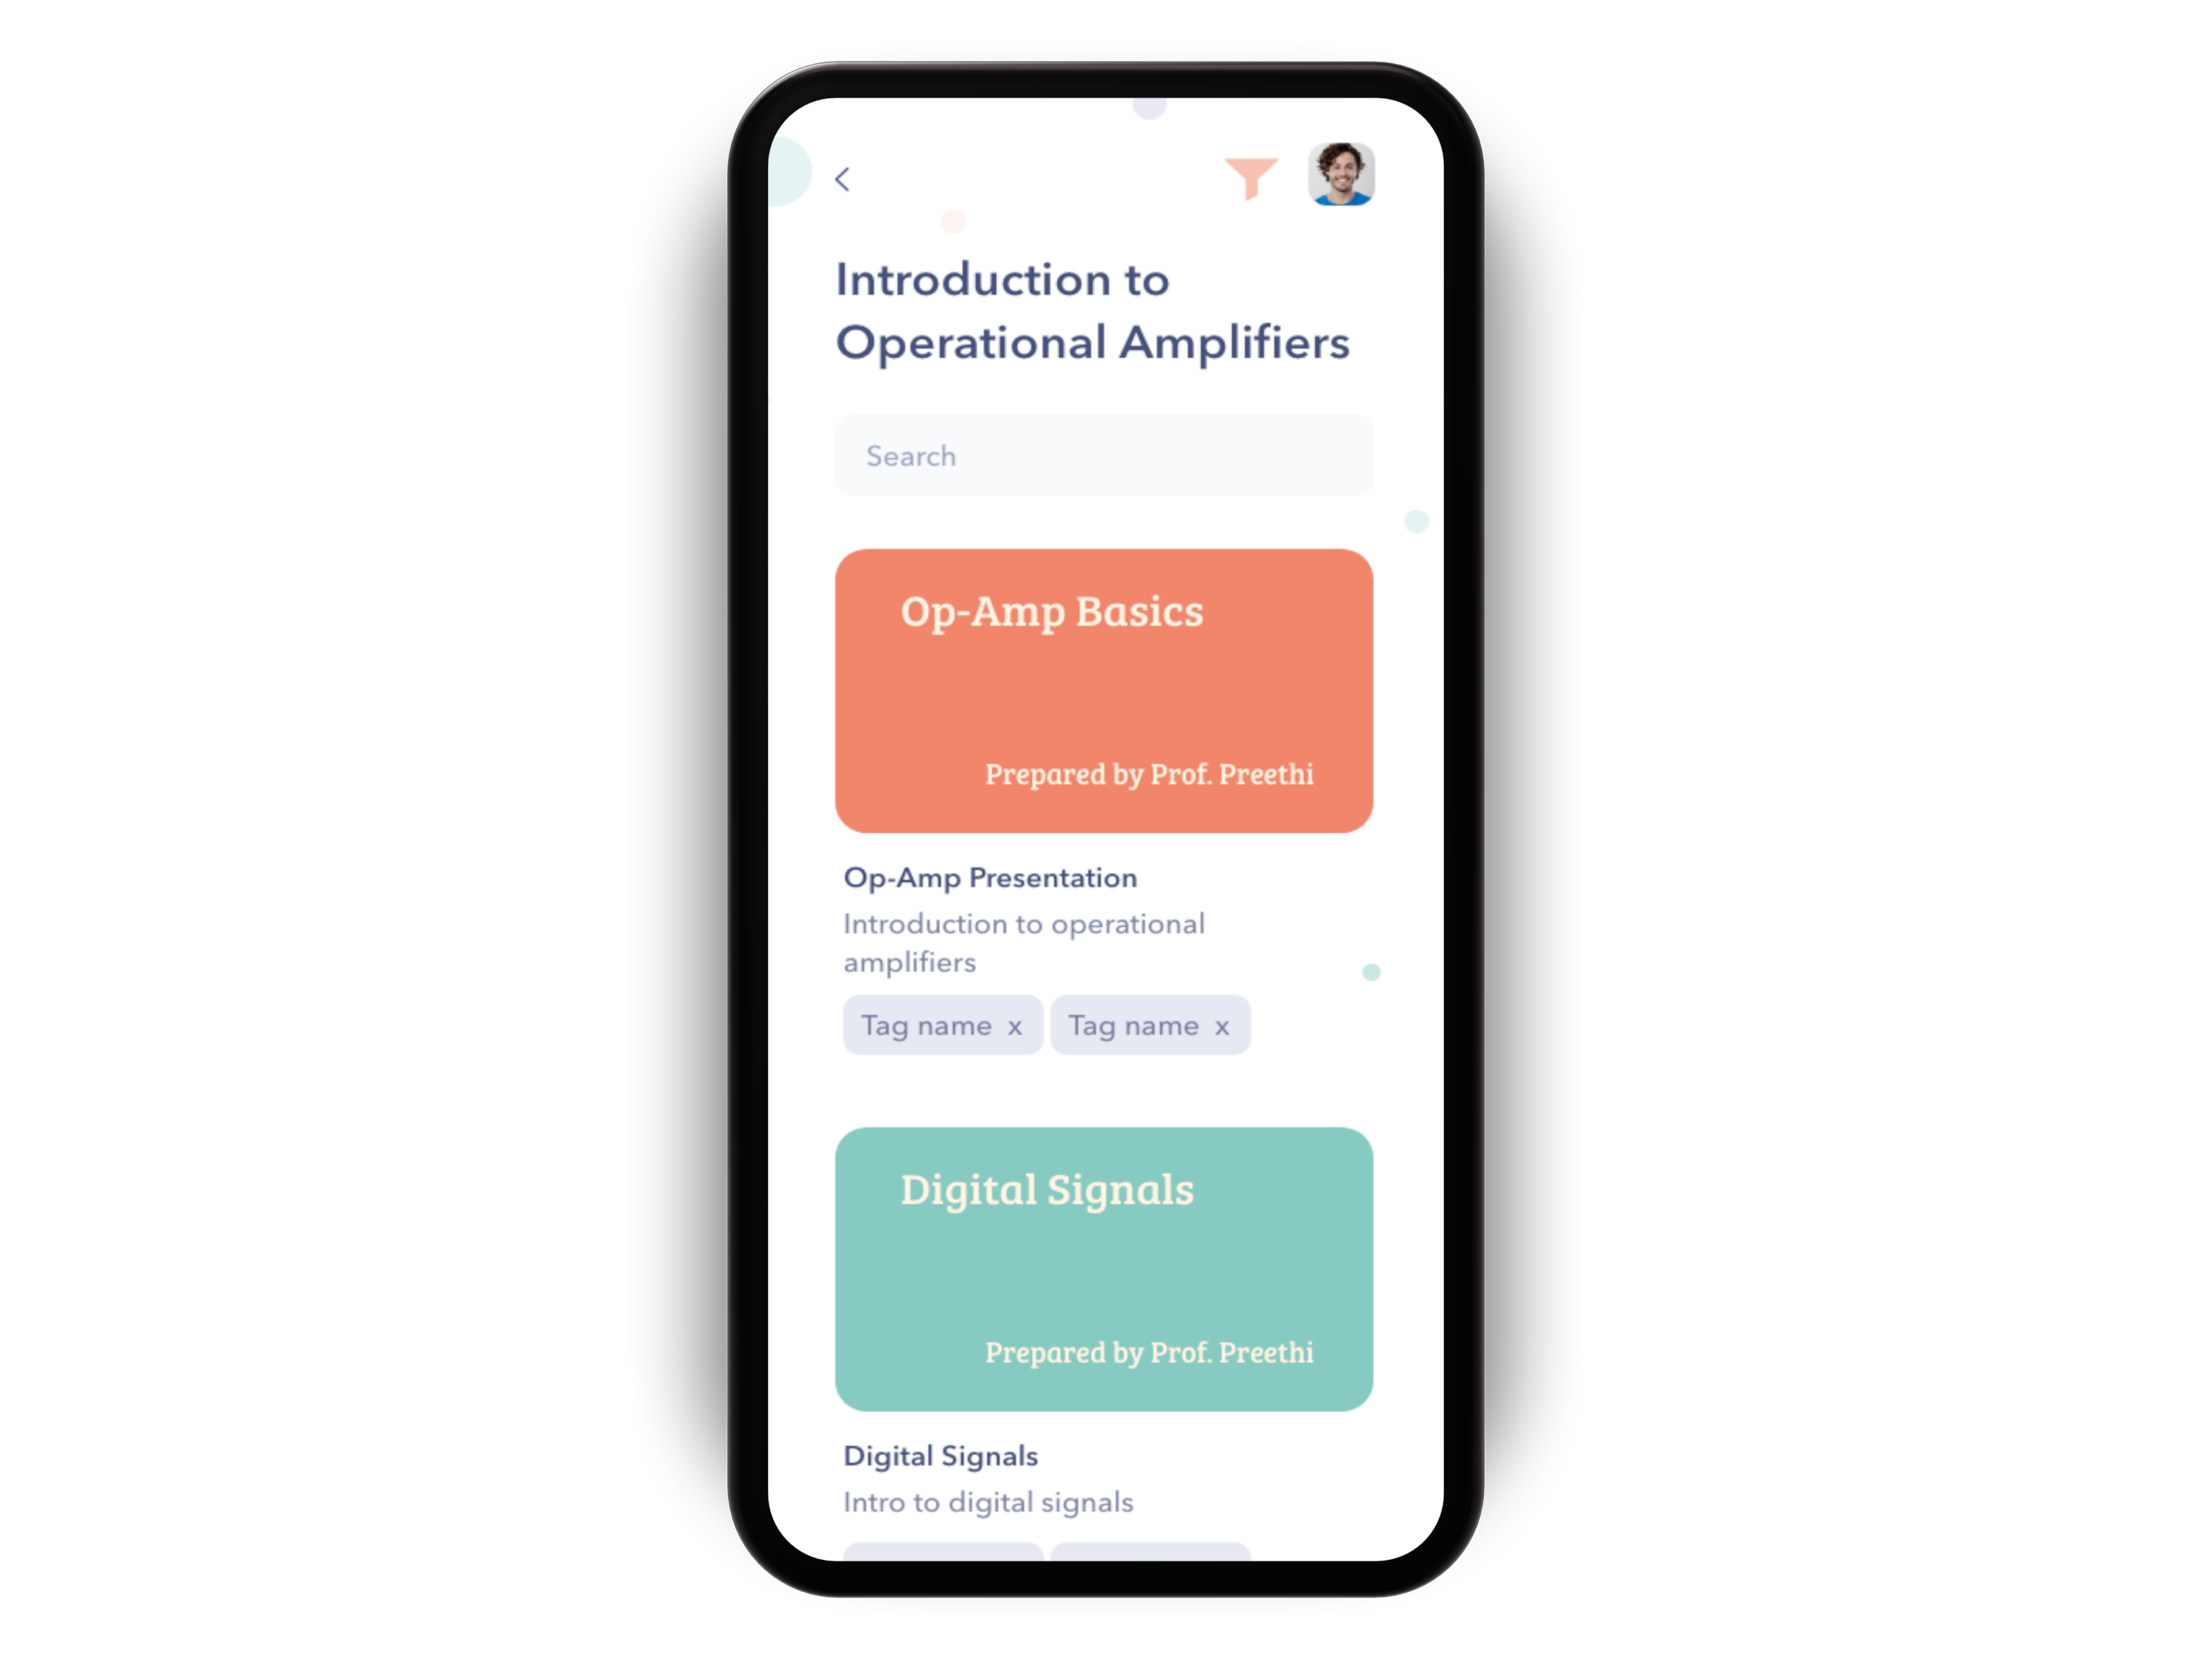 Introduction to
Operational Amplifiers
Search
Op-Amp Basics
Prepared by Prof. Preethi
Op-Amp Presentation
Introduction to operational
amplifiers
Tag name x Tag name x
Digital Signals
Prepared by Prof. Preethi
Digital Signals
Intro to digital signals